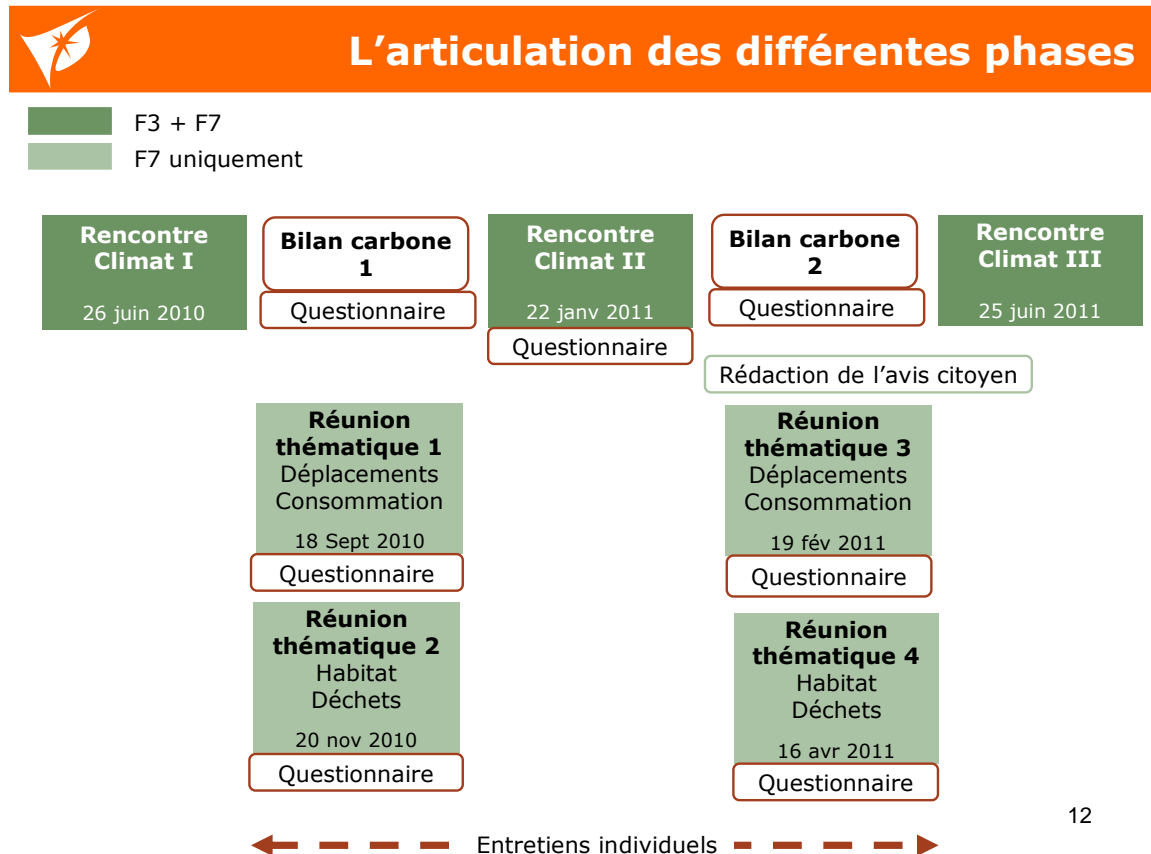 L'articulation des différentes phases
F3 + F7
F7 uniquement
Rencontre
Climat I
26 juin 2010
Bilan carbone
1
Questionnaire
Rencontre
Climat II
22 janv 2011
Questionnaire
Bilan carbone
2
Questionnaire
Rencontre
Climat III
25 juin 2011
Rédaction de l'avis citoyen
Réunion
thématique 1
Déplacements
Consommation
18 Sept 2010
Questionnaire
Réunion
thématique 3
Déplacements
Consommation
19 fév 2011
Questionnaire
Réunion
thématique 2
Habitat
Déchets
20 nov 2010
Questionnaire
Réunion
thématique 4
Habitat
Déchets
16 avr 2011
Questionnaire
12
Entretiens individuels